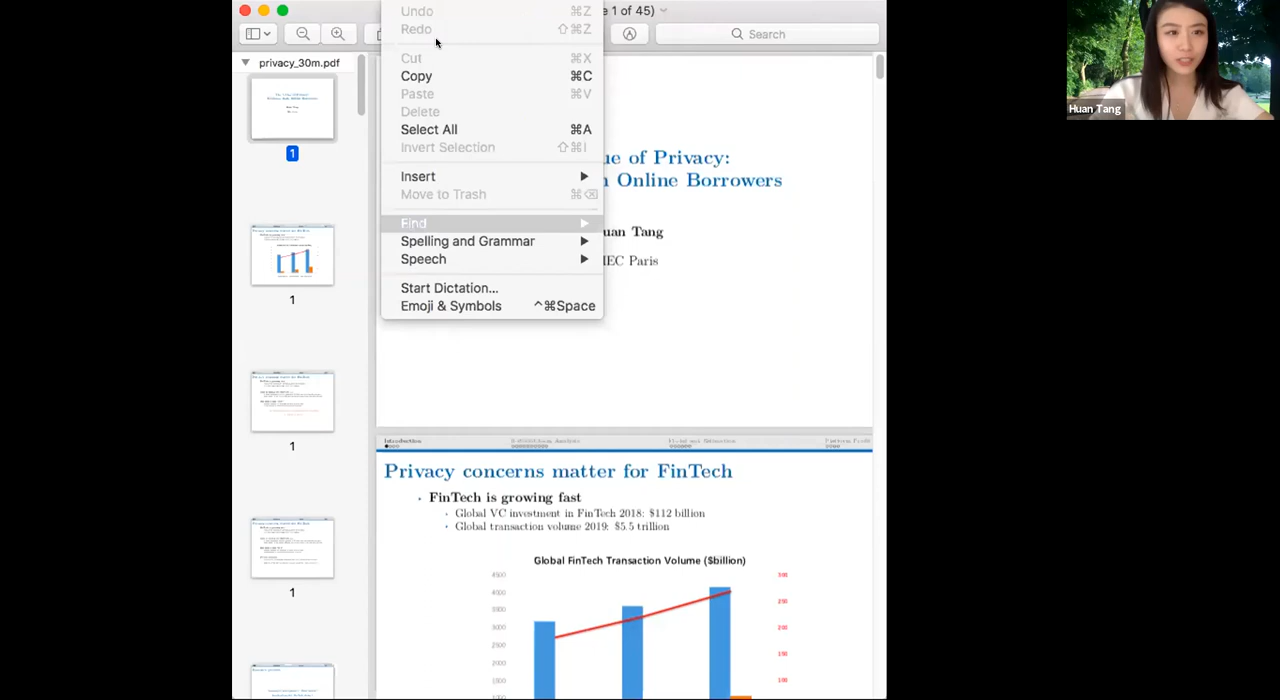 Undo ⌘Z
e 1 of 45)
Redo ⇧⌘Z
Search
Cut ⌘X
privacy_30m.pdf
Copy ⌘C
Paste ⌘V
Delete
Select All ⌘A
Invert Selection ⇧⌘I
Insert
Move to Trash ⌘⌫
Find
Spelling and Grammar
Speech
Start Dictation...
Emoji & Symbols ^⌘Space
1
1
1
1
ue of Privacy:
Online Borrowers
uan Tang
HEC Paris
Huan Tang
Introduction
Privacy concerns matter for FinTech
FinTech is growing fast
Global VC investment in FinTech 2018: $112 billion
Global transaction volume 2019: $5.5 trillion
Global FinTech Transaction Volume ($billion)
4500
4000
3500
3000
2500
2000
1500